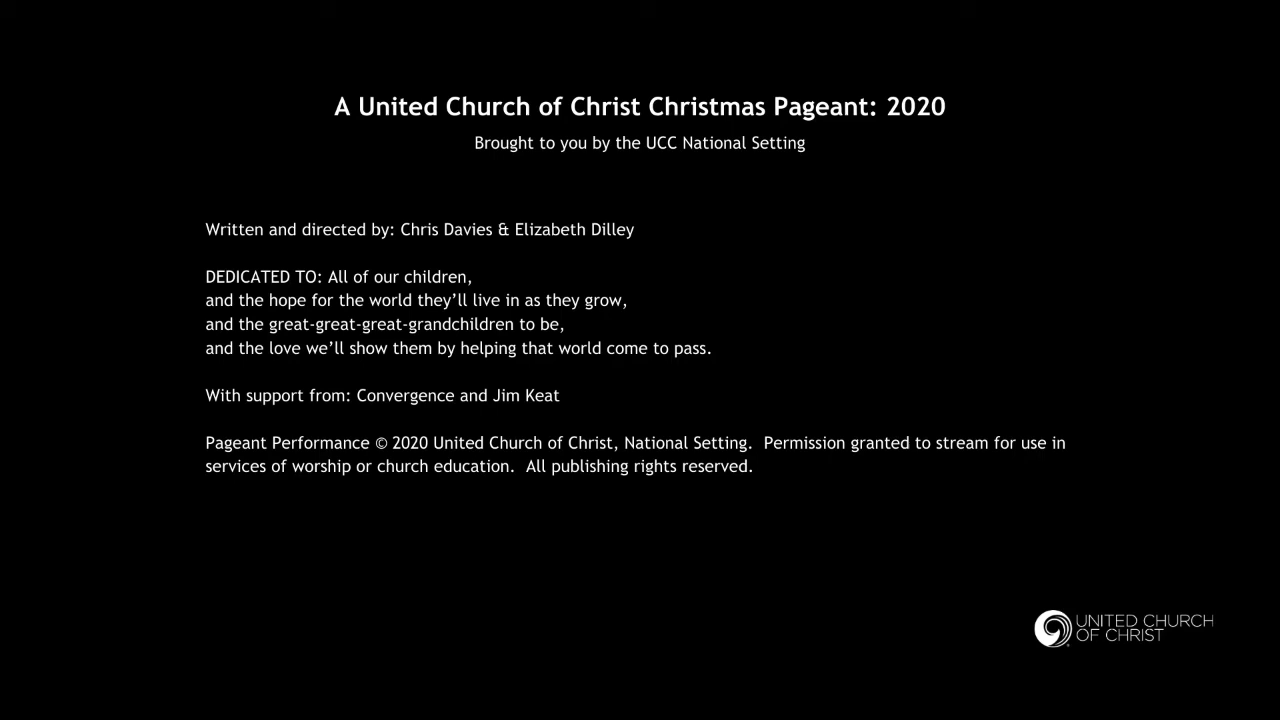 A United Church of Christ Christmas Pageant: 2020
Brought to you by the UCC National Setting
Written and directed by: Chris Davies & Elizabeth Dilley
DEDICATED TO: All of our children,
and the hope for the world they’ll live in as they grow,
and the great-great-great-grandchildren to be,
and the love we’ll show them by helping that world come to pass.
With support from: Convergence and Jim Keat
Pageant Performance © 2020 United Church of Christ, National Setting.  Permission granted to stream for use in
services of worship or church education.  All publishing rights reserved.
UNITED CHURCH
OF CHRIST